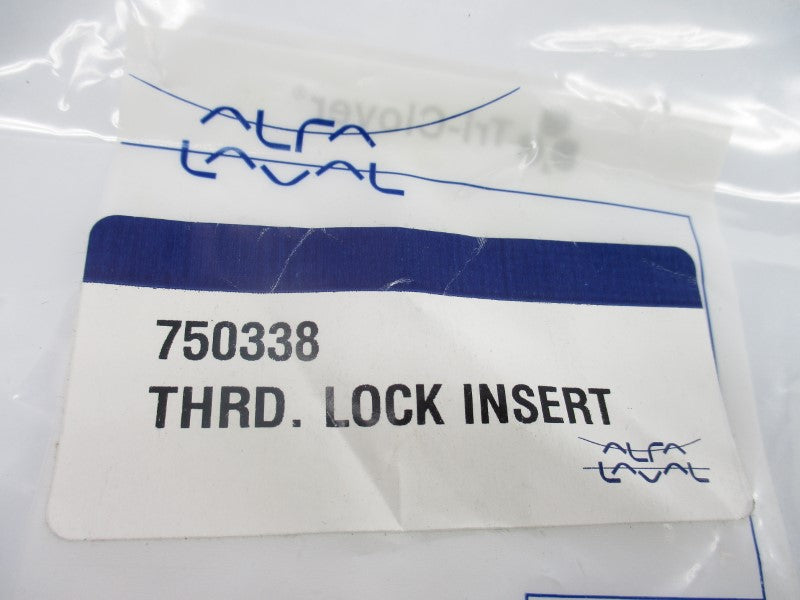 Tri-Clover®
ALFA
LAVAL
750338
THRD. LOCK INSERT
ALFA
LAVAL